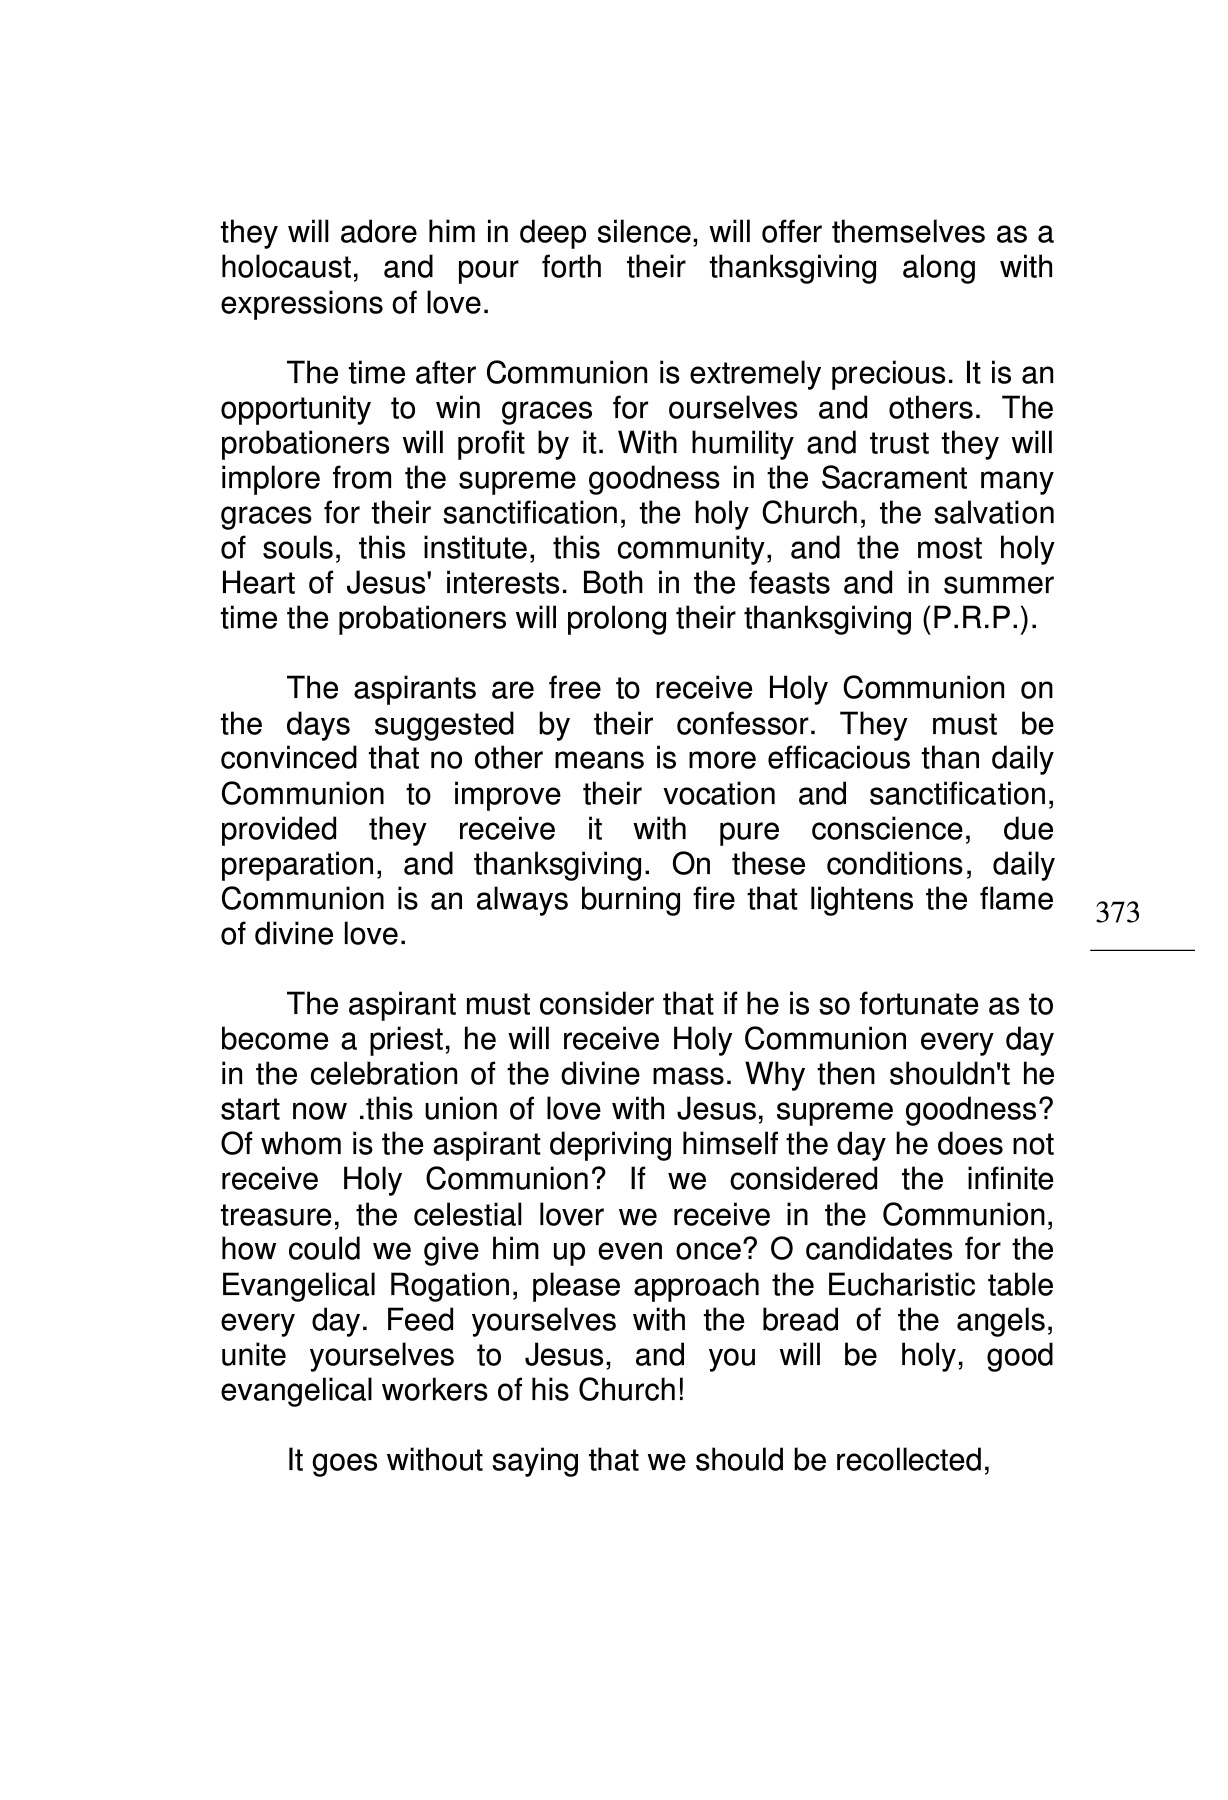 they will adore him in deep silence, will offer themselves as a
holocaust, and pour forth their thanksgiving along with
expressions of love.
The time after Communion is extremely precious. It is an
opportunity to win graces for ourselves and others. The
probationers will profit by it. With humility and trust they will
implore from the supreme goodness in the Sacrament many
graces for their sanctification, the holy Church, the salvation
of souls, this institute, this community, and the most holy
Heart of Jesus' interests. Both in the feasts and in summer
time the probationers will prolong their thanksgiving (P.R.P.).
The aspirants are free to receive Holy Communion on
the days suggested by their confessor. They must be
convinced that no other means is more efficacious than daily
Communion to improve their vocation and sanctification,
provided they receive it with pure conscience, due
preparation, and thanksgiving. On these conditions, daily
Communion is an always burning fire that lightens the flame
of divine love.
373
The aspirant must consider that if he is so fortunate as to
become a priest, he will receive Holy Communion every day
in the celebration of the divine mass. Why then shouldn't he
start now .this union of love with Jesus, supreme goodness?
Of whom is the aspirant depriving himself the day he does not
receive Holy Communion? If we considered the infinite
treasure, the celestial lover we receive in the Communion,
how could we give him up even once? O candidates for the
Evangelical Rogation, please approach the Eucharistic table
every day. Feed yourselves with the bread of the angels,
unite yourselves to Jesus, and you will be holy, good
evangelical workers of his Church!
It goes without saying that we should be recollected,